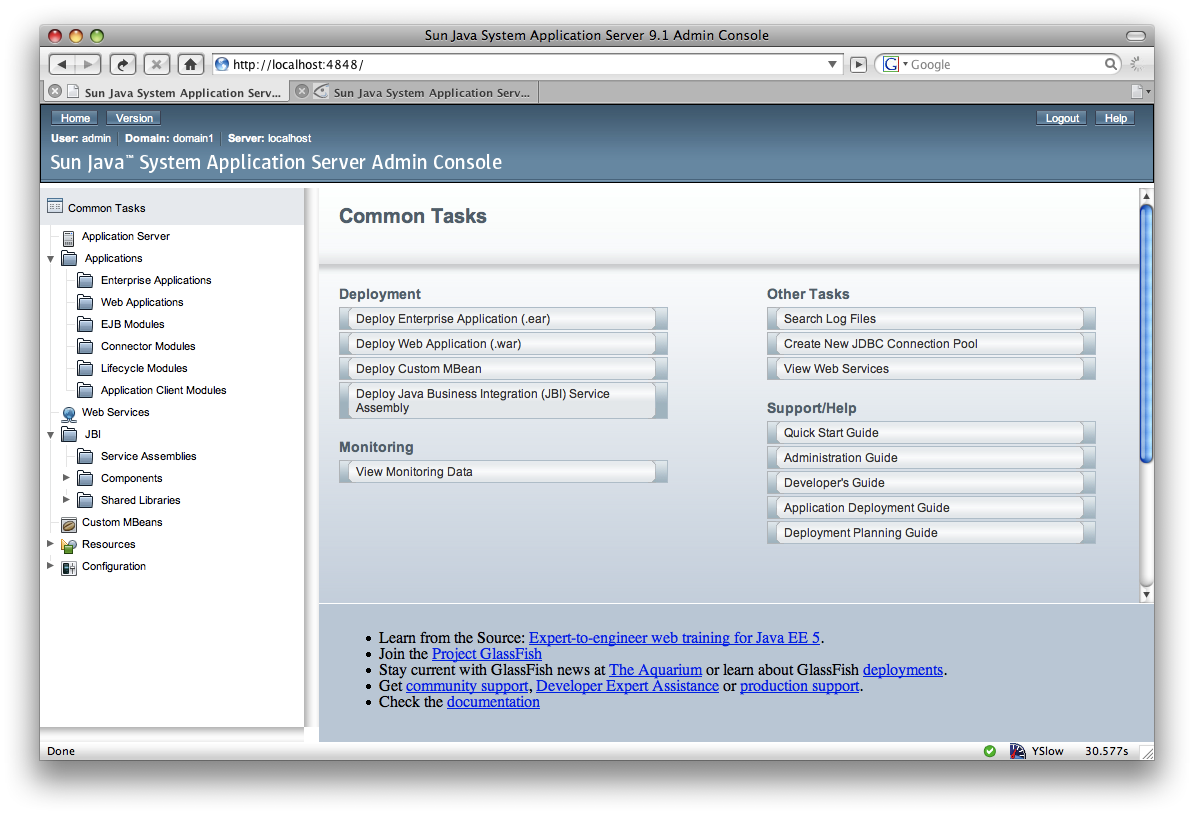 Sun Java System Application Server 9.1 Admin Console
http://localhost:4848/
G Google
Sun Java System Application Serv...
Sun Java System Application Serv...
Home Version
Logout Help
User: admin Domain: domain1 Server: localhost
Sun Java™ System Application Server Admin Console
Common Tasks
Application Server
Applications
Enterprise Applications
Web Applications
EJB Modules
Connector Modules
Lifecycle Modules
Application Client Modules
Web Services
JBI
Service Assemblies
Components
Shared Libraries
Custom MBeans
Resources
Configuration
Common Tasks
Deployment
Deploy Enterprise Application (.ear)
Deploy Web Application (.war)
Deploy Custom MBean
Deploy Java Business Integration (JBI) Service
Assembly
Monitoring
View Monitoring Data
Other Tasks
Search Log Files
Create New JDBC Connection Pool
View Web Services
Support/Help
Quick Start Guide
Administration Guide
Developer's Guide
Application Deployment Guide
Deployment Planning Guide
• Learn from the Source: Expert-to-engineer web training for Java EE 5.
• Join the Project GlassFish
• Stay current with GlassFish news at The Aquarium or learn about GlassFish deployments.
• Get community support, Developer Expert Assistance or production support.
• Check the documentation
Done
YSlow 30.577s